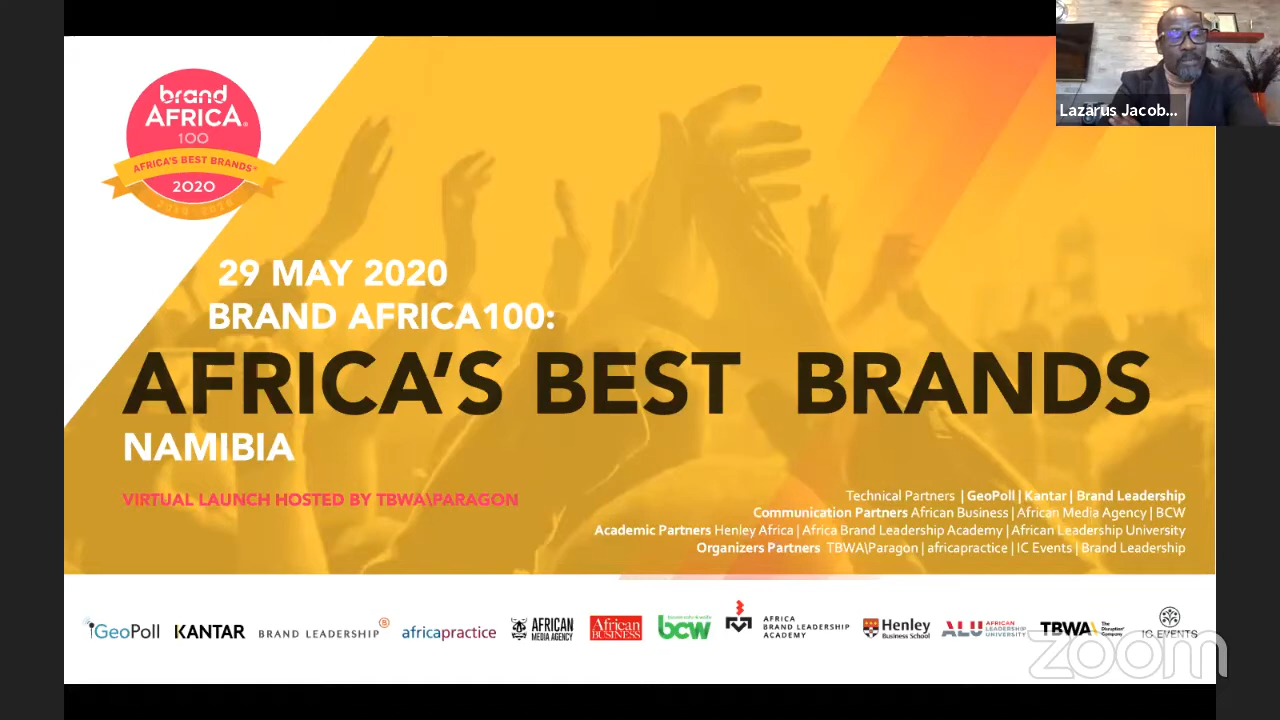 Lazarus Jacob...
brand
AFRICA®
100
AFRICA'S BEST BRANDS
2020
29 MAY 2020
BRAND AFRICA100:
AFRICA'S BEST BRANDS
NAMIBIA
VIRTUAL LAUNCH HOSTED BY TBWA\PARAGON
Technical Partners | GeoPoll | Kantar | Brand Leadership
Communication Partners African Business | African Media Agency | BCW
Academic Partners Henley Africa | Africa Brand Leadership Academy | African Leadership University
Organizers Partners TBWA\Paragon | africapractice | IC Events | Brand Leadership
GeoPoll
KANTAR
BRAND LEADERSHIP
africapractice
AFRICAN
MEDIA AGENCY
African
BUSINESS
bcw
AFRICA
BRAND LEADERSHIP
ACADEMY
Henley
Business School
ALU
AFRICAN
LEADERSHIP
UNIVERSITY
TBWA\
The
Disruption®
Company
IC EVENTS
zoom